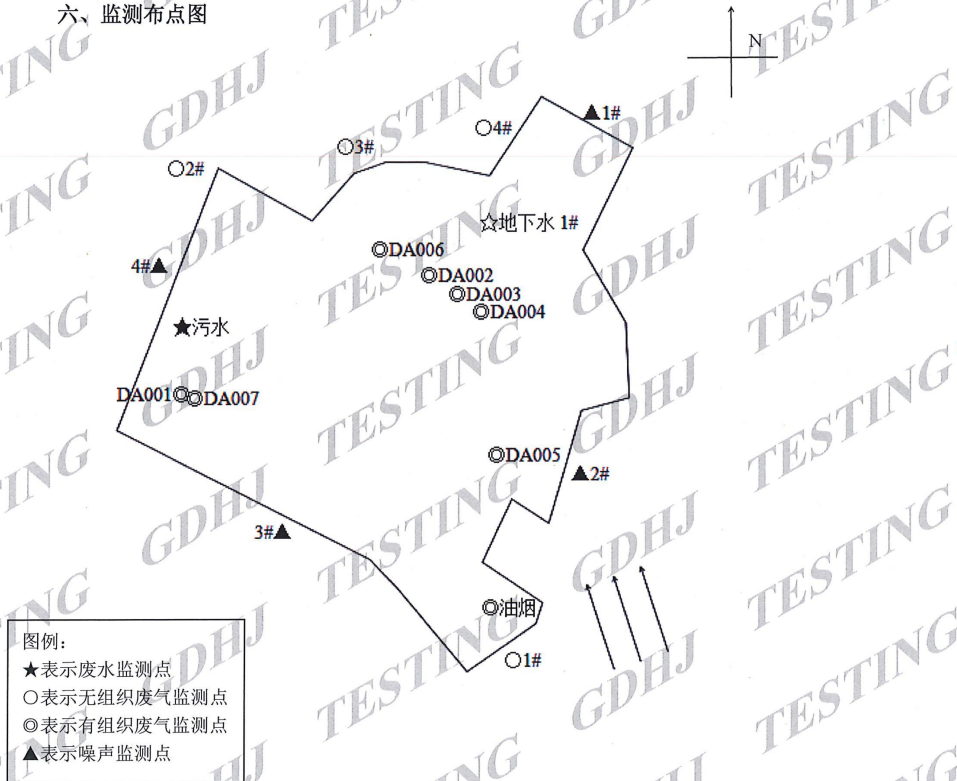 六、监测布点图
N
▲1#
○4#
○3#
○2#
☆地下水 1#
◎DA006
4#▲
◎DA002
◎DA003
◎DA004
★污水
DA001◎◎DA007
◎DA005
▲2#
3#▲
◎油烟
○1#
图例：
★表示废水监测点
○表示无组织废气监测点
◎表示有组织废气监测点
▲表示噪声监测点
GDHJ TESTING